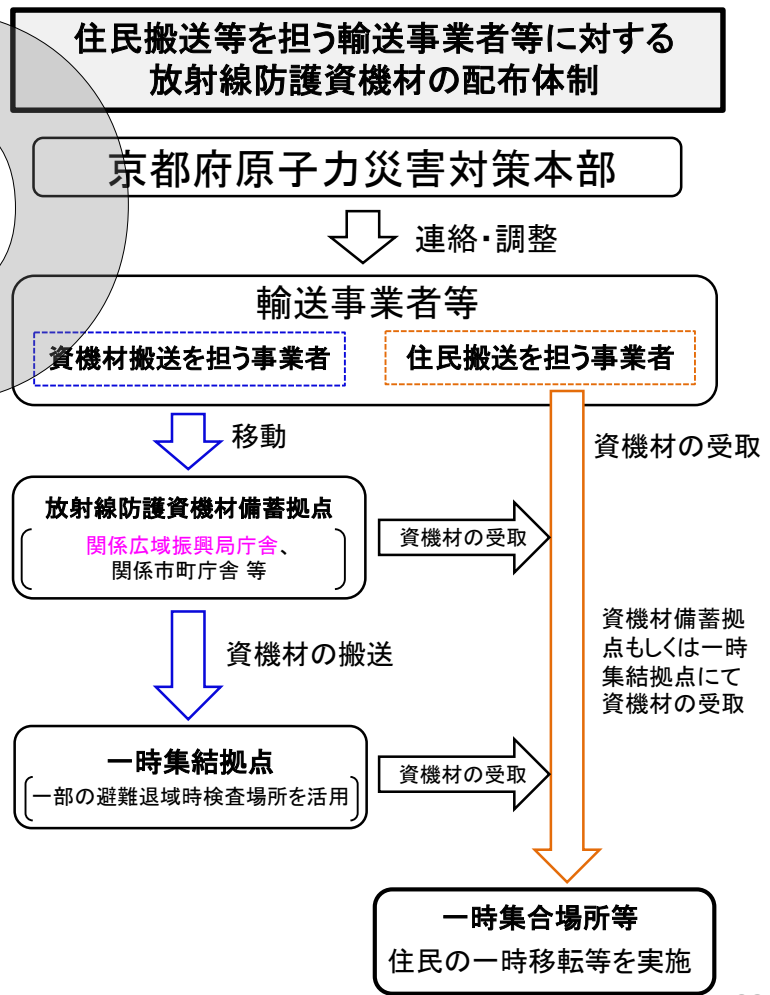 住民搬送等を担う輸送事業者等に対する
放射線防護資機材の配布体制
京都府原子力災害対策本部
連絡・調整
輸送事業者等
資機材搬送を担う事業者
住民搬送を担う事業者
移動
資機材の受取
放射線防護資機材備蓄拠点
関係広域振興局庁舎、
関係市町庁舎 等
資機材の受取
資機材の搬送
資機材備蓄拠
点もしくは一時
集結拠点にて
資機材の受取
一時集結拠点
一部の避難退域時検査場所を活用
資機材の受取
一時集合場所等
住民の一時移転等を実施